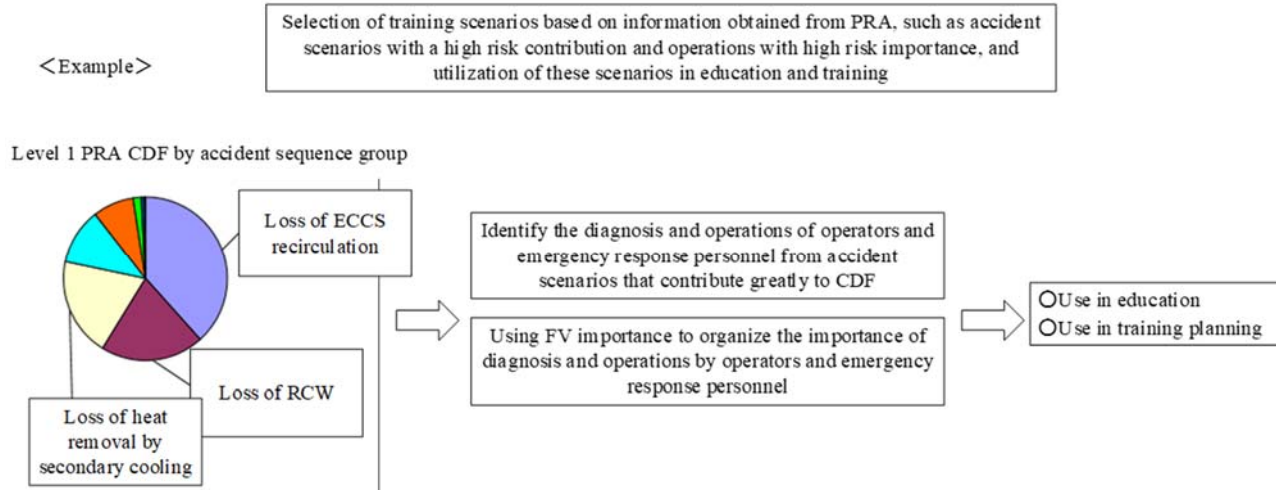 Selection of training scenarios based on information obtained from PRA, such as accident
scenarios with a high risk contribution and operations with high risk importance, and
utilization of these scenarios in education and training
＜Example＞
Level 1 PRA CDF by accident sequence group
Loss of ECCS
recirculation
Loss of RCW
Loss of heat
removal by
secondary cooling
Identify the diagnosis and operations of operators and
emergency response personnel from accident
scenarios that contribute greatly to CDF
Using FV importance to organize the importance of
diagnosis and operations by operators and emergency
response personnel
○Use in education
○Use in training planning